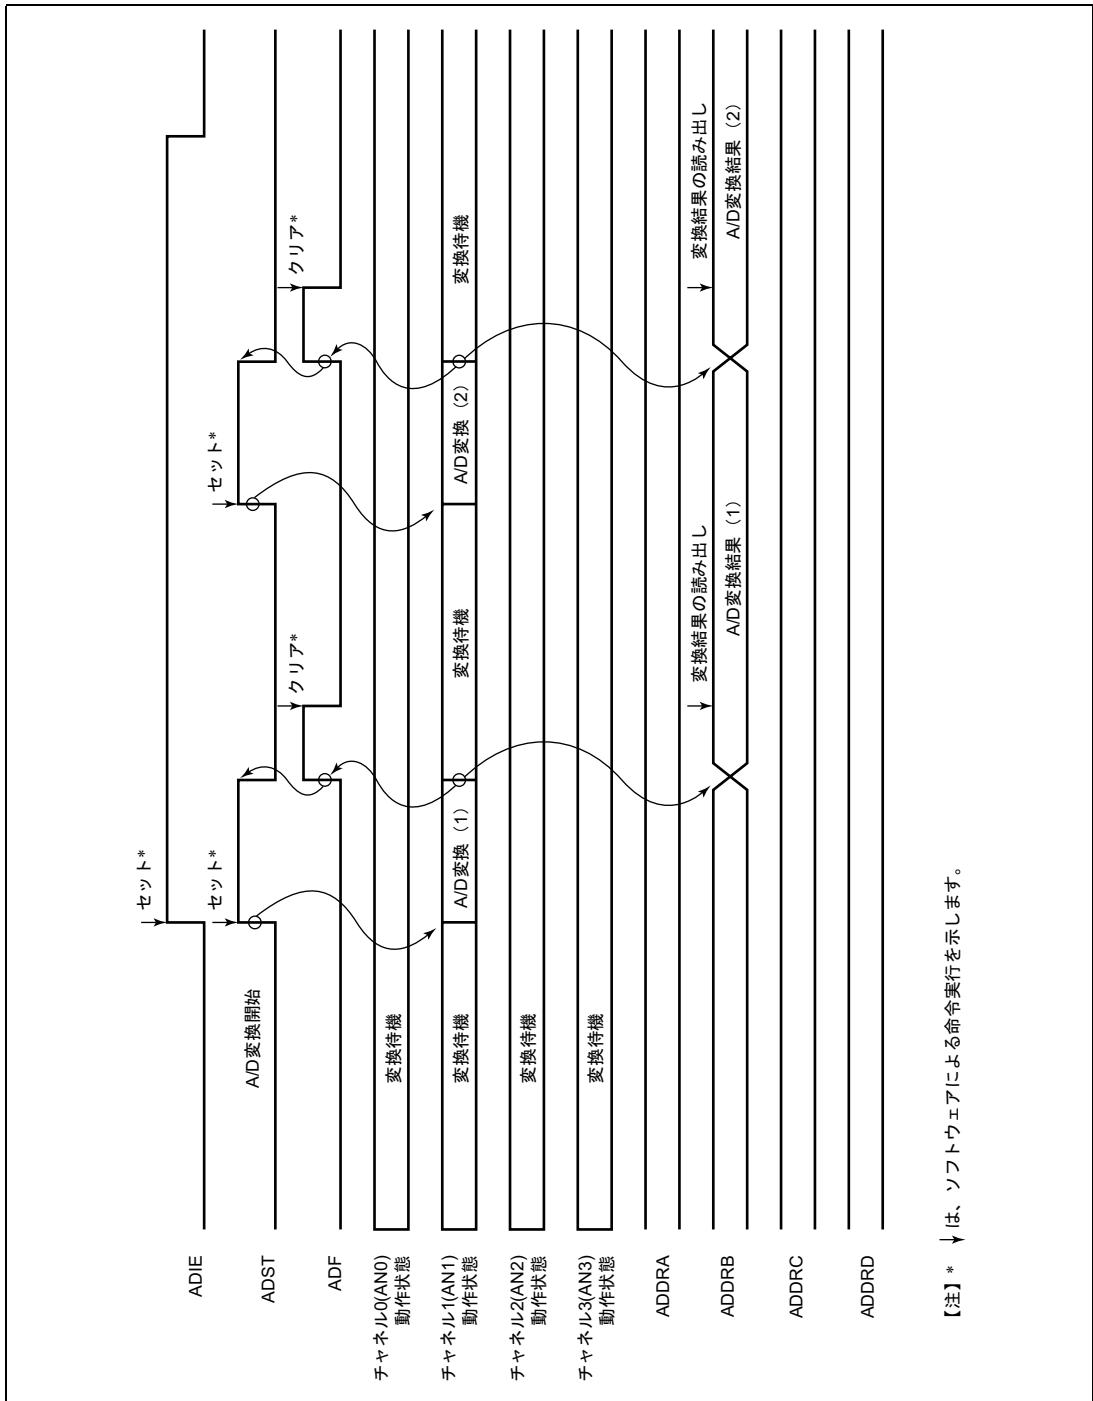 ADIE
セット*
ADST
A/D変換開始
セット*
セット*
ADF
クリア*
クリア*
チャネル0(AN0)
動作状態
変換待機
チャネル1(AN1)
動作状態
変換待機
A/D変換（1）
変換待機
A/D変換（2）
変換待機
チャネル2(AN2)
動作状態
変換待機
チャネル3(AN3)
動作状態
変換待機
ADDRA
変換結果の読み出し
変換結果の読み出し
ADDRB
A/D変換結果（1）
A/D変換結果（2）
ADDRC
ADDRD
【注】* ↓は、ソフトウェアによる命令実行を示します。